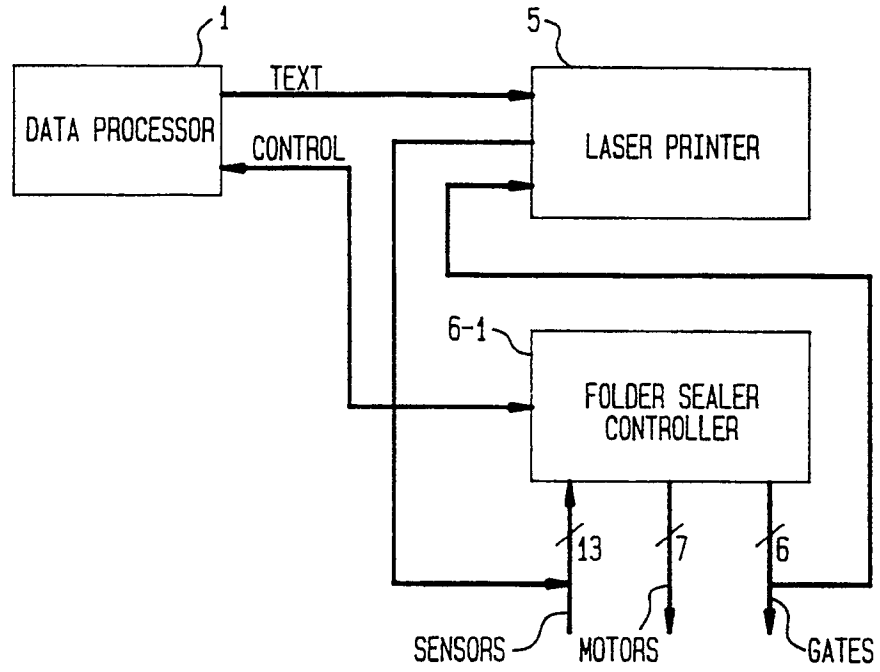 1
5
TEXT
DATA PROCESSOR
LASER PRINTER
CONTROL
6-1
FOLDER SEALER
CONTROLLER
13
7
6
SENSORS
MOTORS
GATES